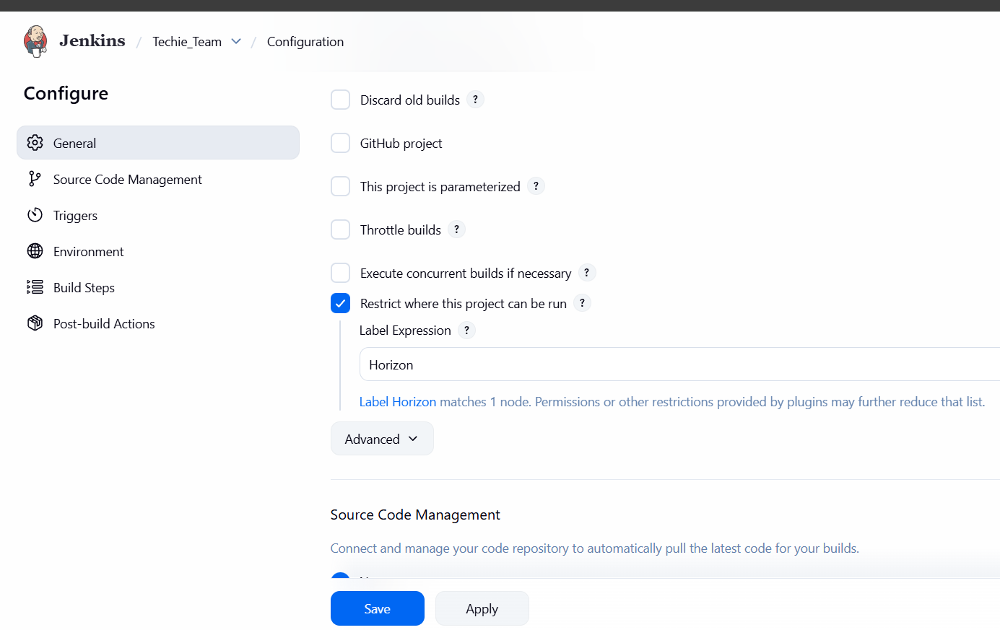 Jenkins / Techie_Team / Configuration
Configure
General
Source Code Management
Triggers
Environment
Build Steps
Post-build Actions
Discard old builds ?
GitHub project
This project is parameterized ?
Throttle builds ?
Execute concurrent builds if necessary ?
Restrict where this project can be run ?
Label Expression ?
Horizon
Label Horizon matches 1 node. Permissions or other restrictions provided by plugins may further reduce that list.
Advanced
Source Code Management
Connect and manage your code repository to automatically pull the latest code for your builds.
Save
Apply